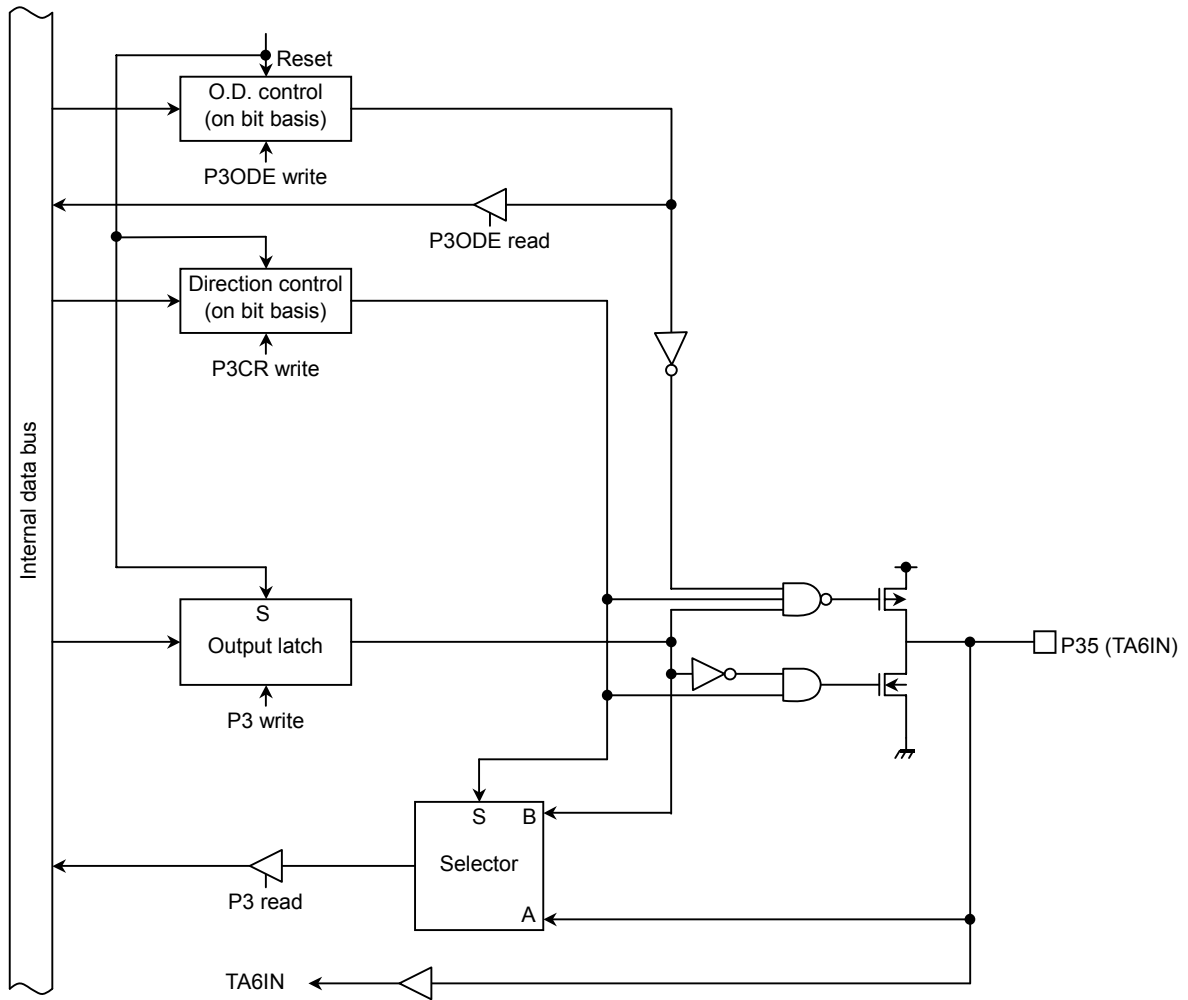 Reset
O.D. control
(on bit basis)
P3ODE write
P3ODE read
Direction control
(on bit basis)
P3CR write
Internal data bus
S
Output latch
P3 write
P35 (TA6IN)
S
B
Selector
A
P3 read
TA6IN